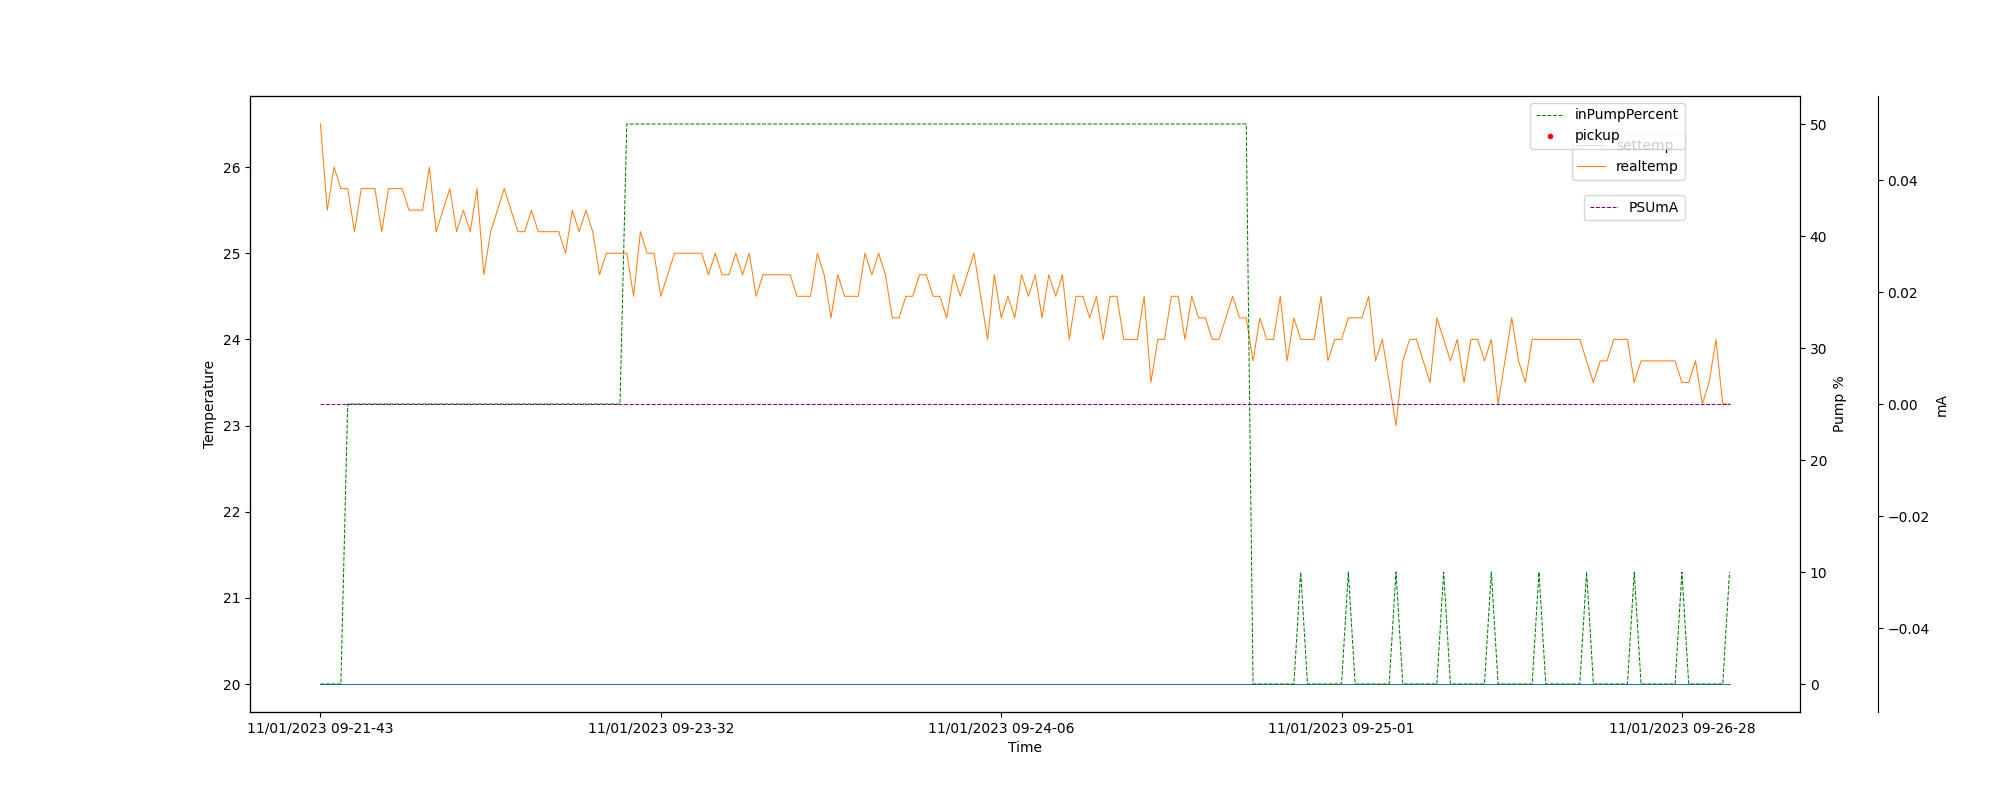 inPumpPercent
pickup
settemp
realtemp
PSUmA
26
25
24
23
22
21
20
Temperature
50
40
30
20
10
0
Pump %
0.04
0.02
0.00
−0.02
−0.04
mA
11/01/2023 09-21-43
11/01/2023 09-23-32
11/01/2023 09-24-06
11/01/2023 09-25-01
11/01/2023 09-26-28
Time